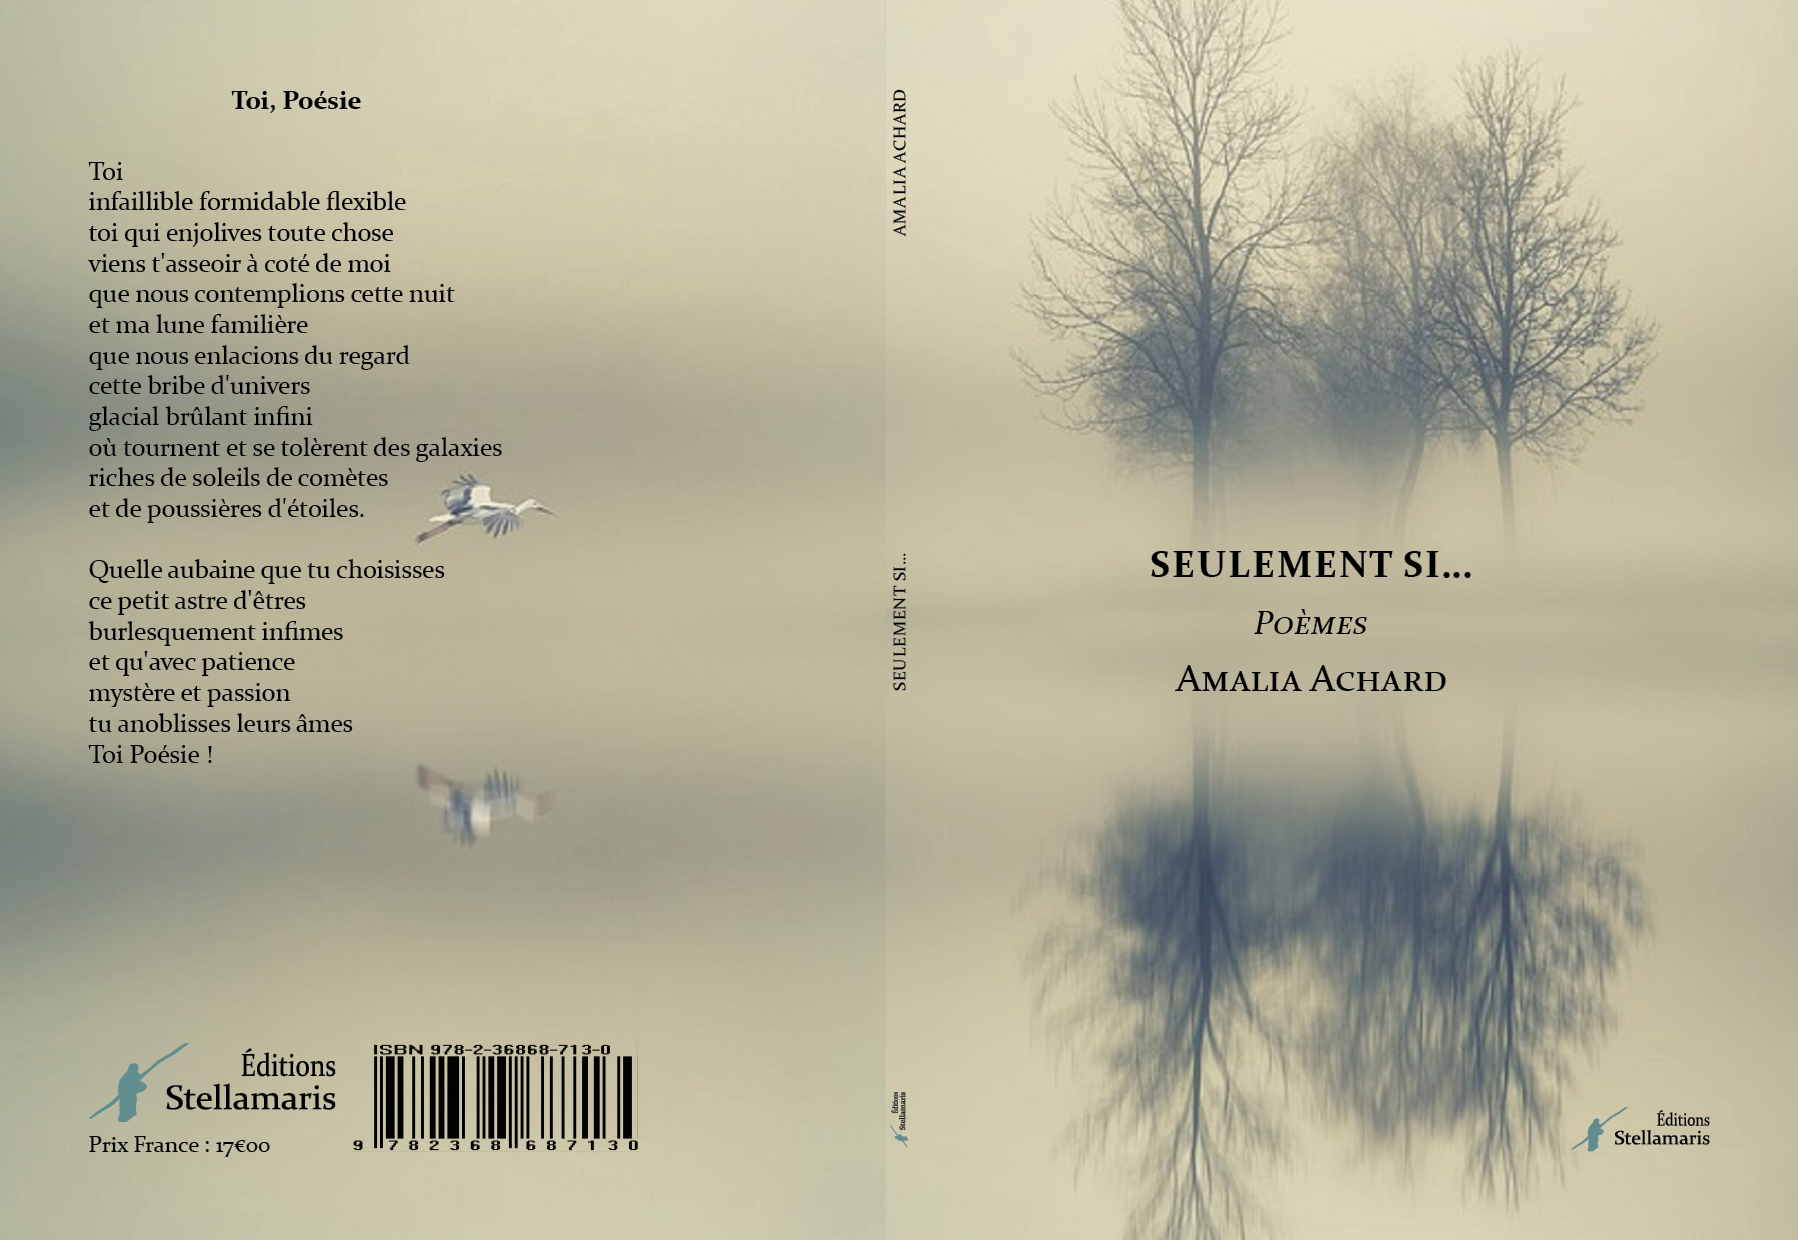 Toi, Poésie
Toi
infaillible formidable flexible
toi qui enjolives toute chose
viens t'asseoir à coté de moi
que nous contemplions cette nuit
et ma lune familière
que nous enlacions du regard
cette bribe d'univers
glacial brûlant infini
où tournent et se tolèrent des galaxies
riches de soleils de comètes
et de poussières d'étoiles.
Quelle aubaine que tu choisisses
ce petit astre d'êtres
burlesquement infimes
et qu'avec patience
mystère et passion
tu anoblisses leurs âmes
Toi Poésie !
Éditions
Stellamaris
Prix France : 17€00
ISBN 978-2-36868-713-0
9 782368 687130
AMALIA ACHARD
SEULEMENT SI...
Éditions
Stellamaris
SEULEMENT SI...
POÈMES
AMALIA ACHARD
Éditions
Stellamaris